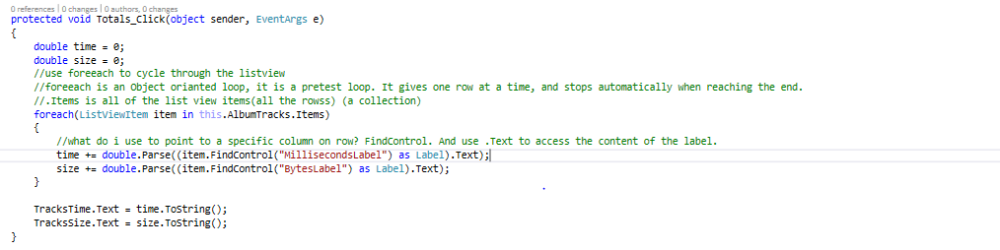 0 references | 0 changes | 0 authors, 0 changes
protected void Totals_Click(object sender, EventArgs e)
{
    double time = 0;
    double size = 0;
    //use foreeach to cycle through the listview
    //foreeach is an Object orianted loop, it is a pretest loop. It gives one row at a time, and stops automatically when reaching the end.
    //.Items is all of the list view items(all the rowss) (a collection)
    foreach(ListViewItem item in this.AlbumTracks.Items)
    {
        //what do i use to point to a specific column on row? FindControl. And use .Text to access the content of the label.
        time += double.Parse((item.FindControl("MillisecondsLabel") as Label).Text);
        size += double.Parse((item.FindControl("BytesLabel") as Label).Text);
    }
    TracksTime.Text = time.ToString();
    TracksSize.Text = size.ToString();
}